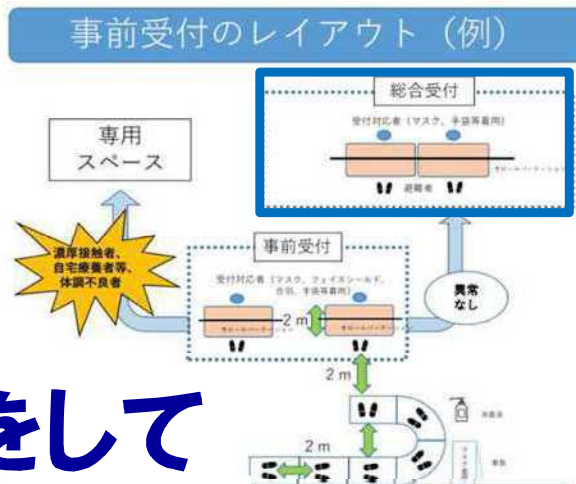 事前受付のレイアウト（例）
総合受付
受付対応者（マスク、手袋等着用）
避難者
専用
スペース
濃厚接触者、
自宅療養者等、
体調不良者
事前受付
受付対応者（マスク、フェイスシールド、
合羽、手袋等着用）
2m
異常
なし
2m
2m
をして